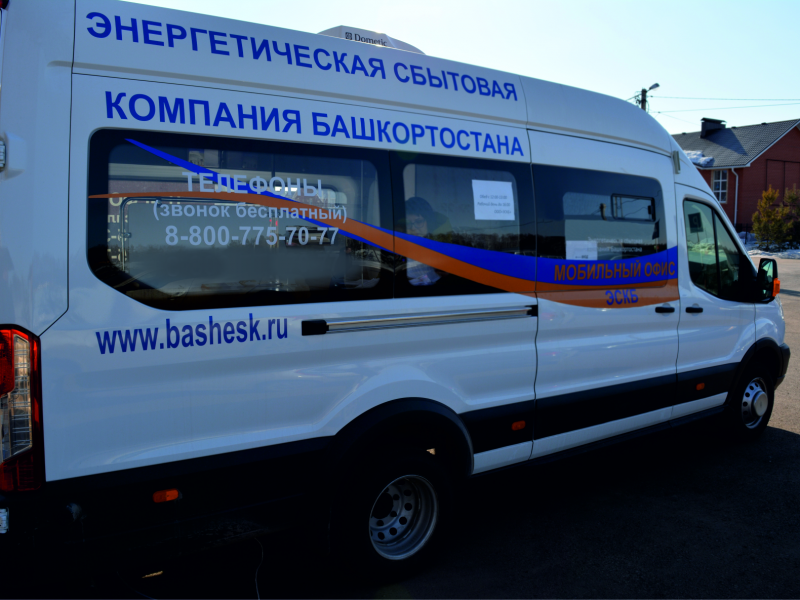 Dometic
ЭНЕРГЕТИЧЕСКАЯ СБЫТОВАЯ
КОМПАНИЯ БАШКОРТОСТАНА
ТЕЛЕФОНЫ
(звонок бесплатный)
8-800-775-70-77
МОБИЛЬНЫЙ ОФИС
ЭСКБ
www.bashesk.ru